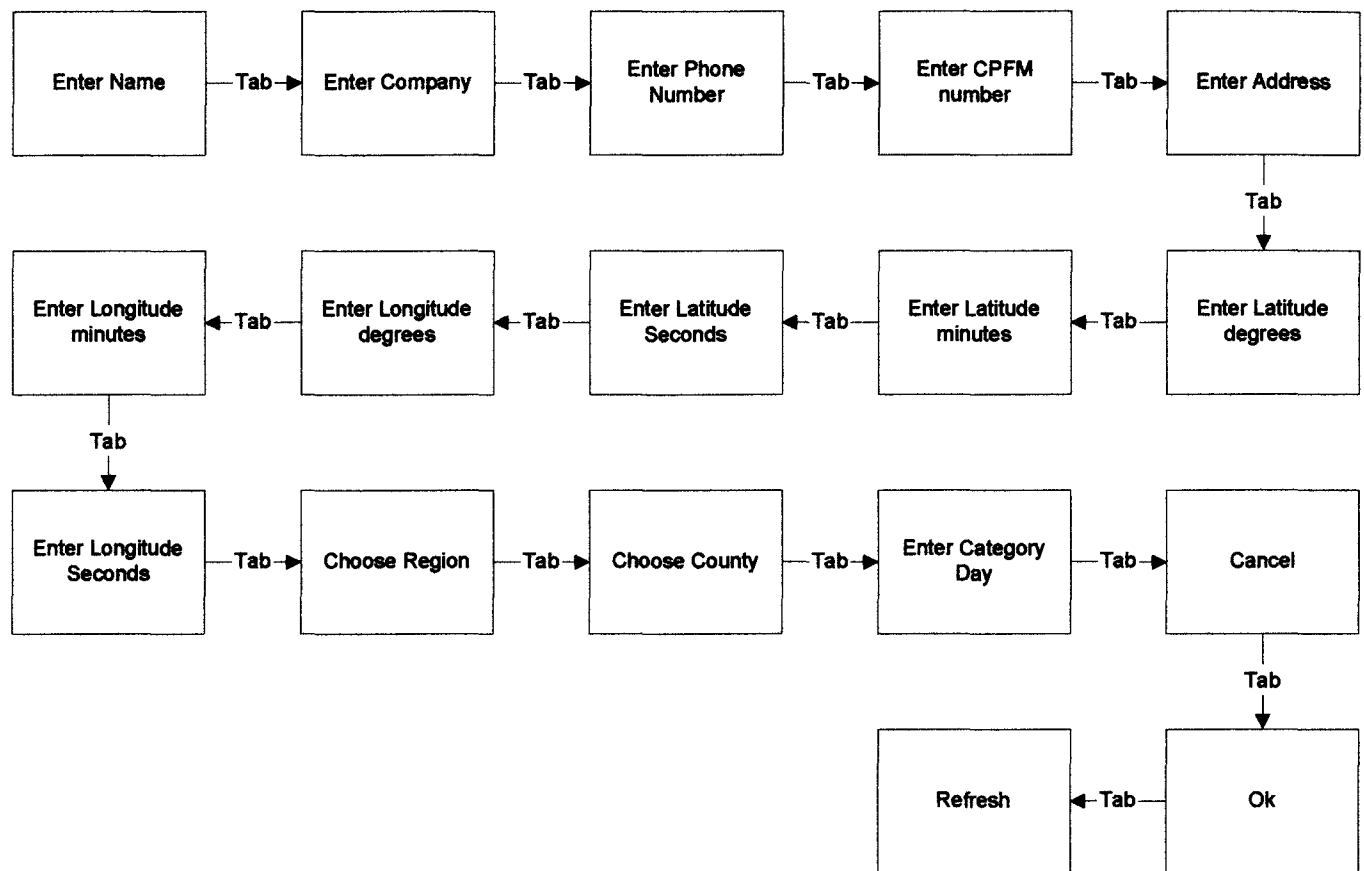 Enter Name
Tab
Enter Company
Tab
Enter Phone
Number
Tab
Enter CPFM
number
Tab
Enter Address
Tab
Enter Latitude
degrees
Tab
Enter Latitude
minutes
Tab
Enter Latitude
Seconds
Tab
Enter Longitude
degrees
Tab
Enter Longitude
minutes
Tab
Enter Longitude
Seconds
Tab
Choose Region
Tab
Choose County
Tab
Enter Category
Day
Tab
Cancel
Tab
Ok
Tab
Refresh